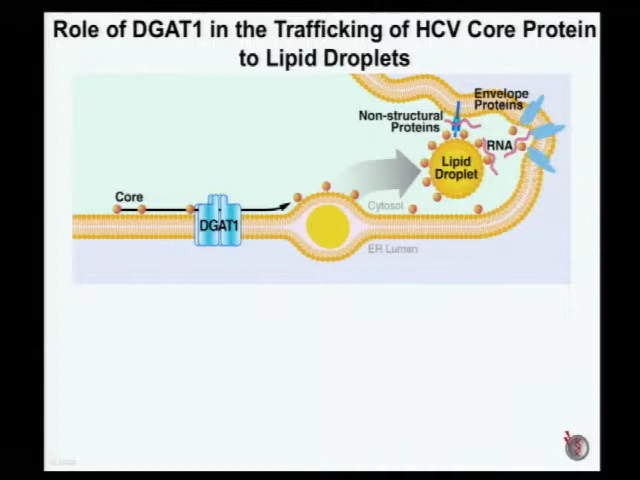 Role of DGAT1 in the Trafficking of HCV Core Protein
to Lipid Droplets
Envelope
Proteins
Non-structural
Proteins
RNA
Lipid
Droplet
Core
Cytosol
DGAT1
ER Lumen